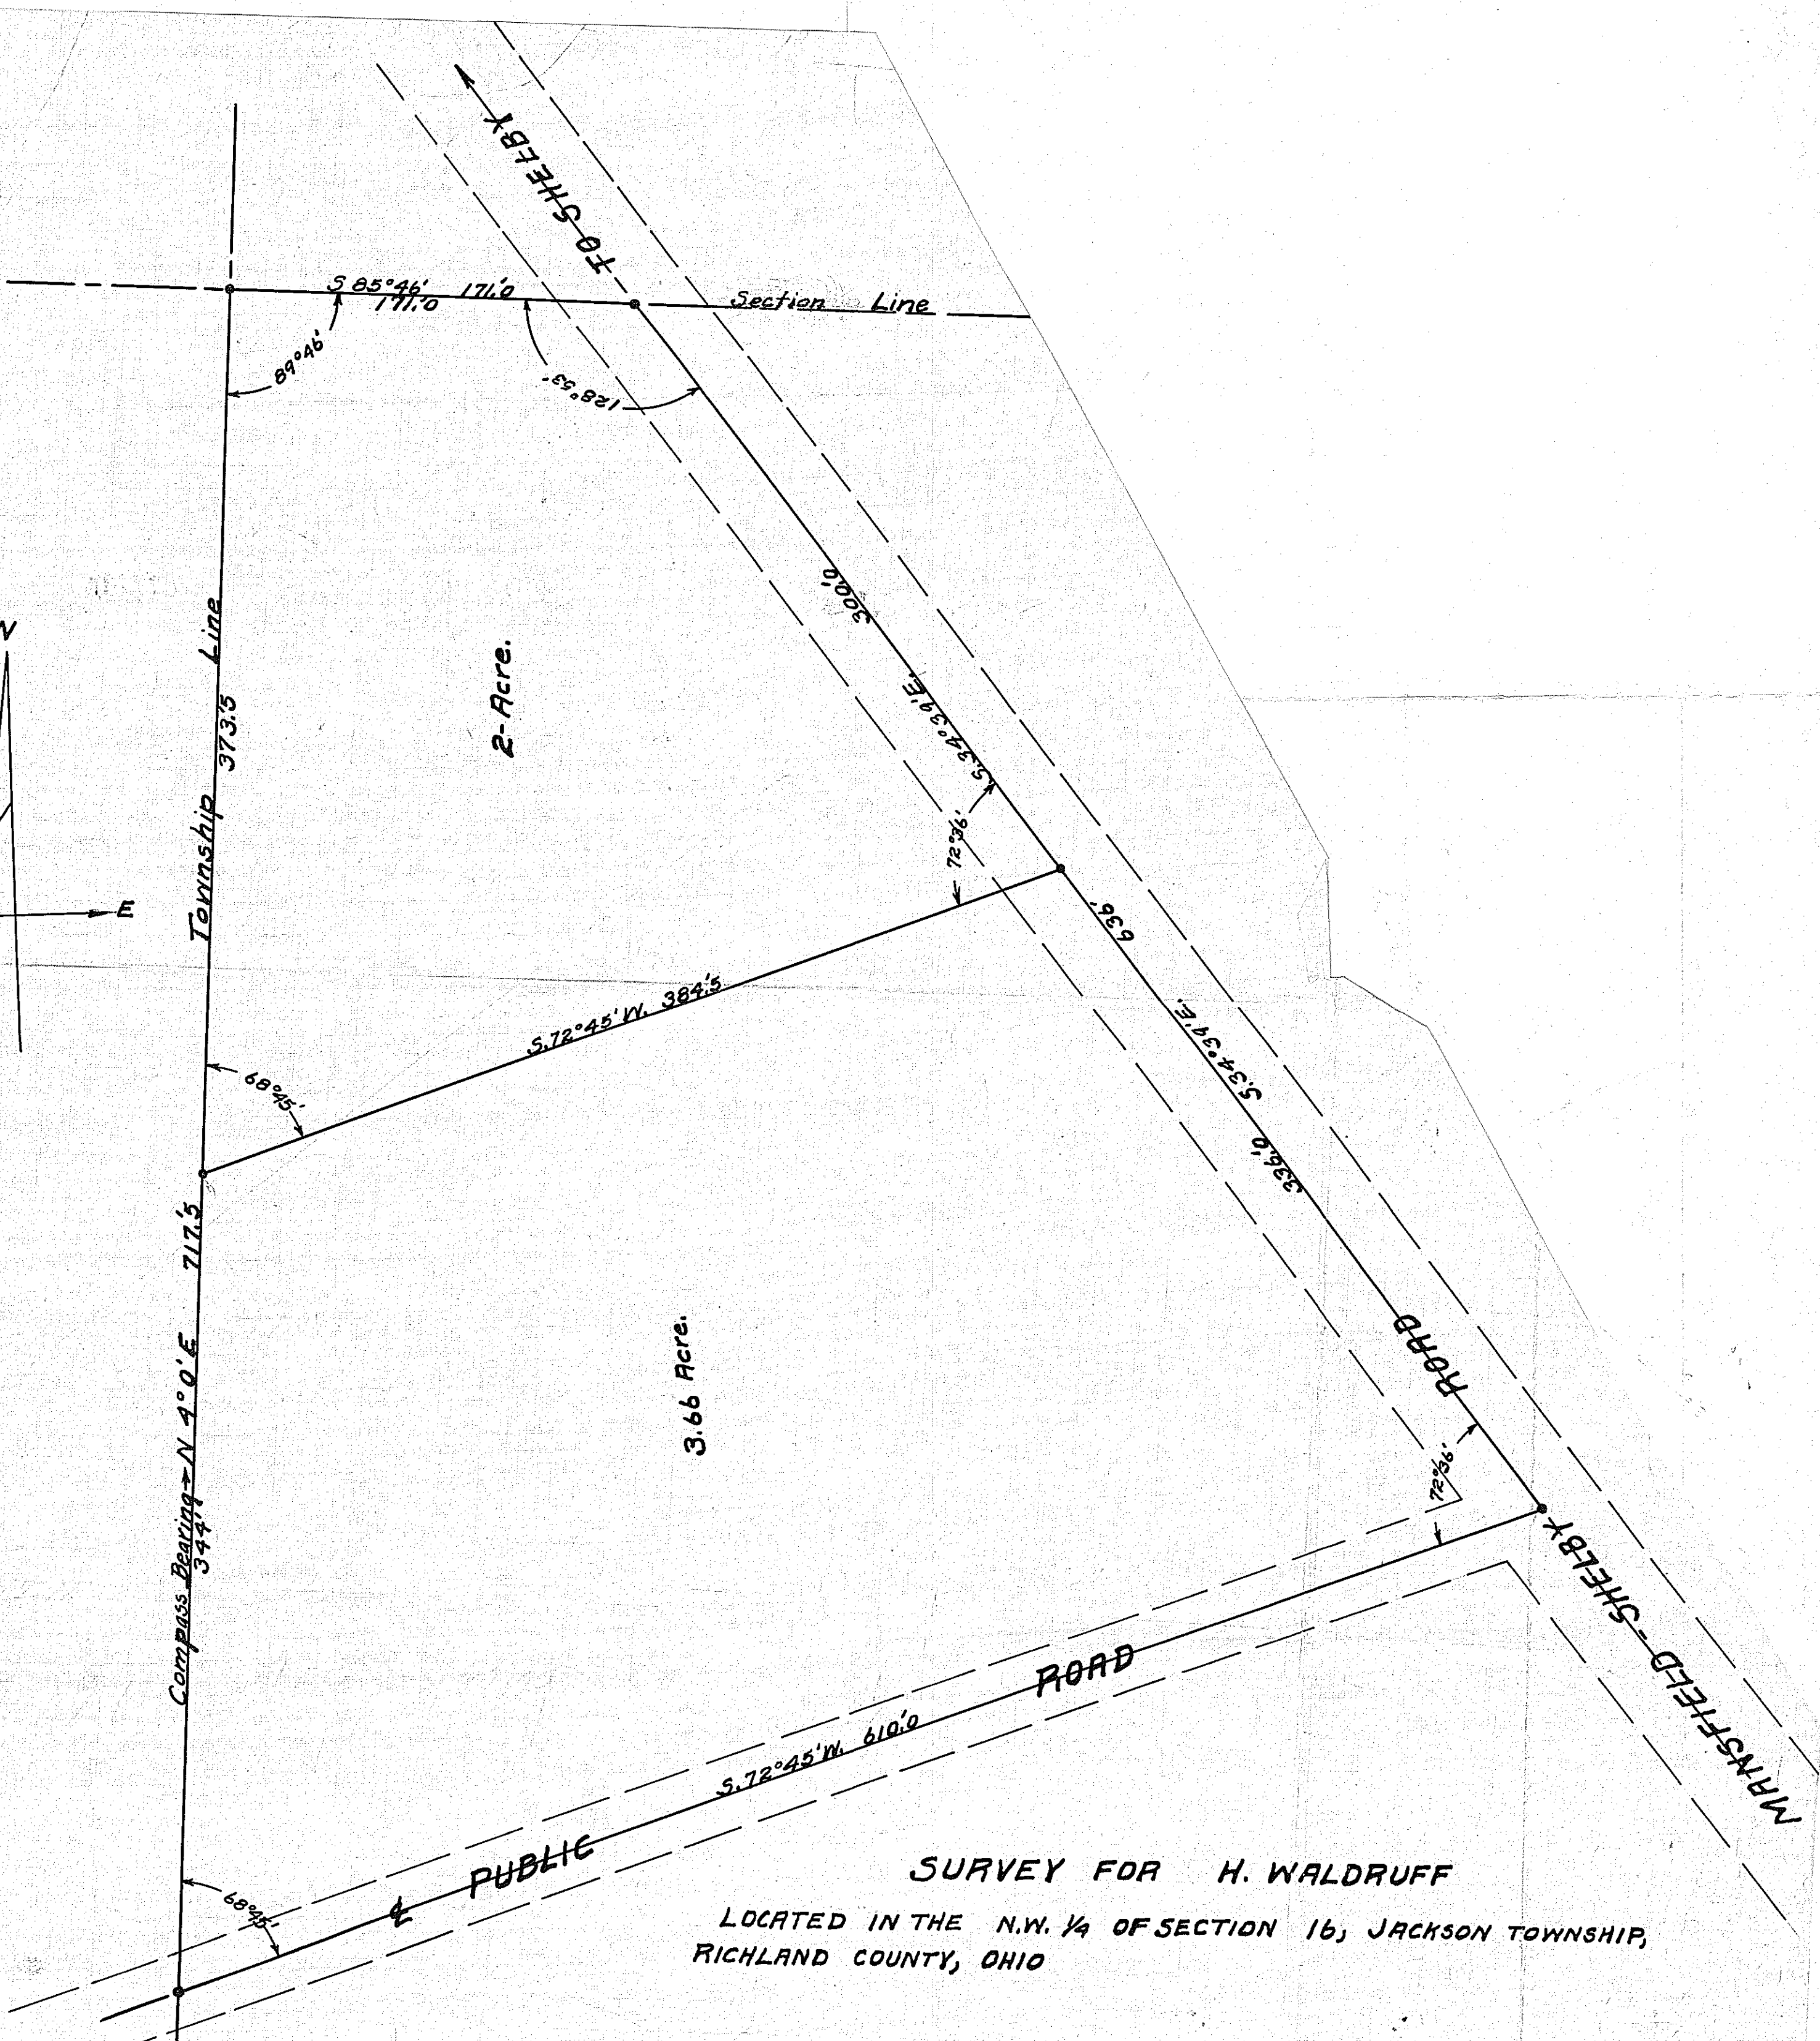 TO SHELBY
S 85°46' 171.'0
171.'0
Section Line
89°46'
128°53'
300.'0
S.34°39'E.
72°36'
2-Acre.
Township Line
373.'5
N
E
636'
S.34°39'E.
336.'0
S.72°45'W. 384.'5
68°45'
717.'5
Compass Bearing→N 4°0'E
344'
3.66 Acre.
ROAD
72°36'
MANSFIELD - SHELBY
S.72°45'W. 610.'0
68°45'
℄ PUBLIC ROAD
SURVEY FOR H. WALDRUFF
LOCATED IN THE N.W. 1/4 OF SECTION 16, JACKSON TOWNSHIP,
RICHLAND COUNTY, OHIO